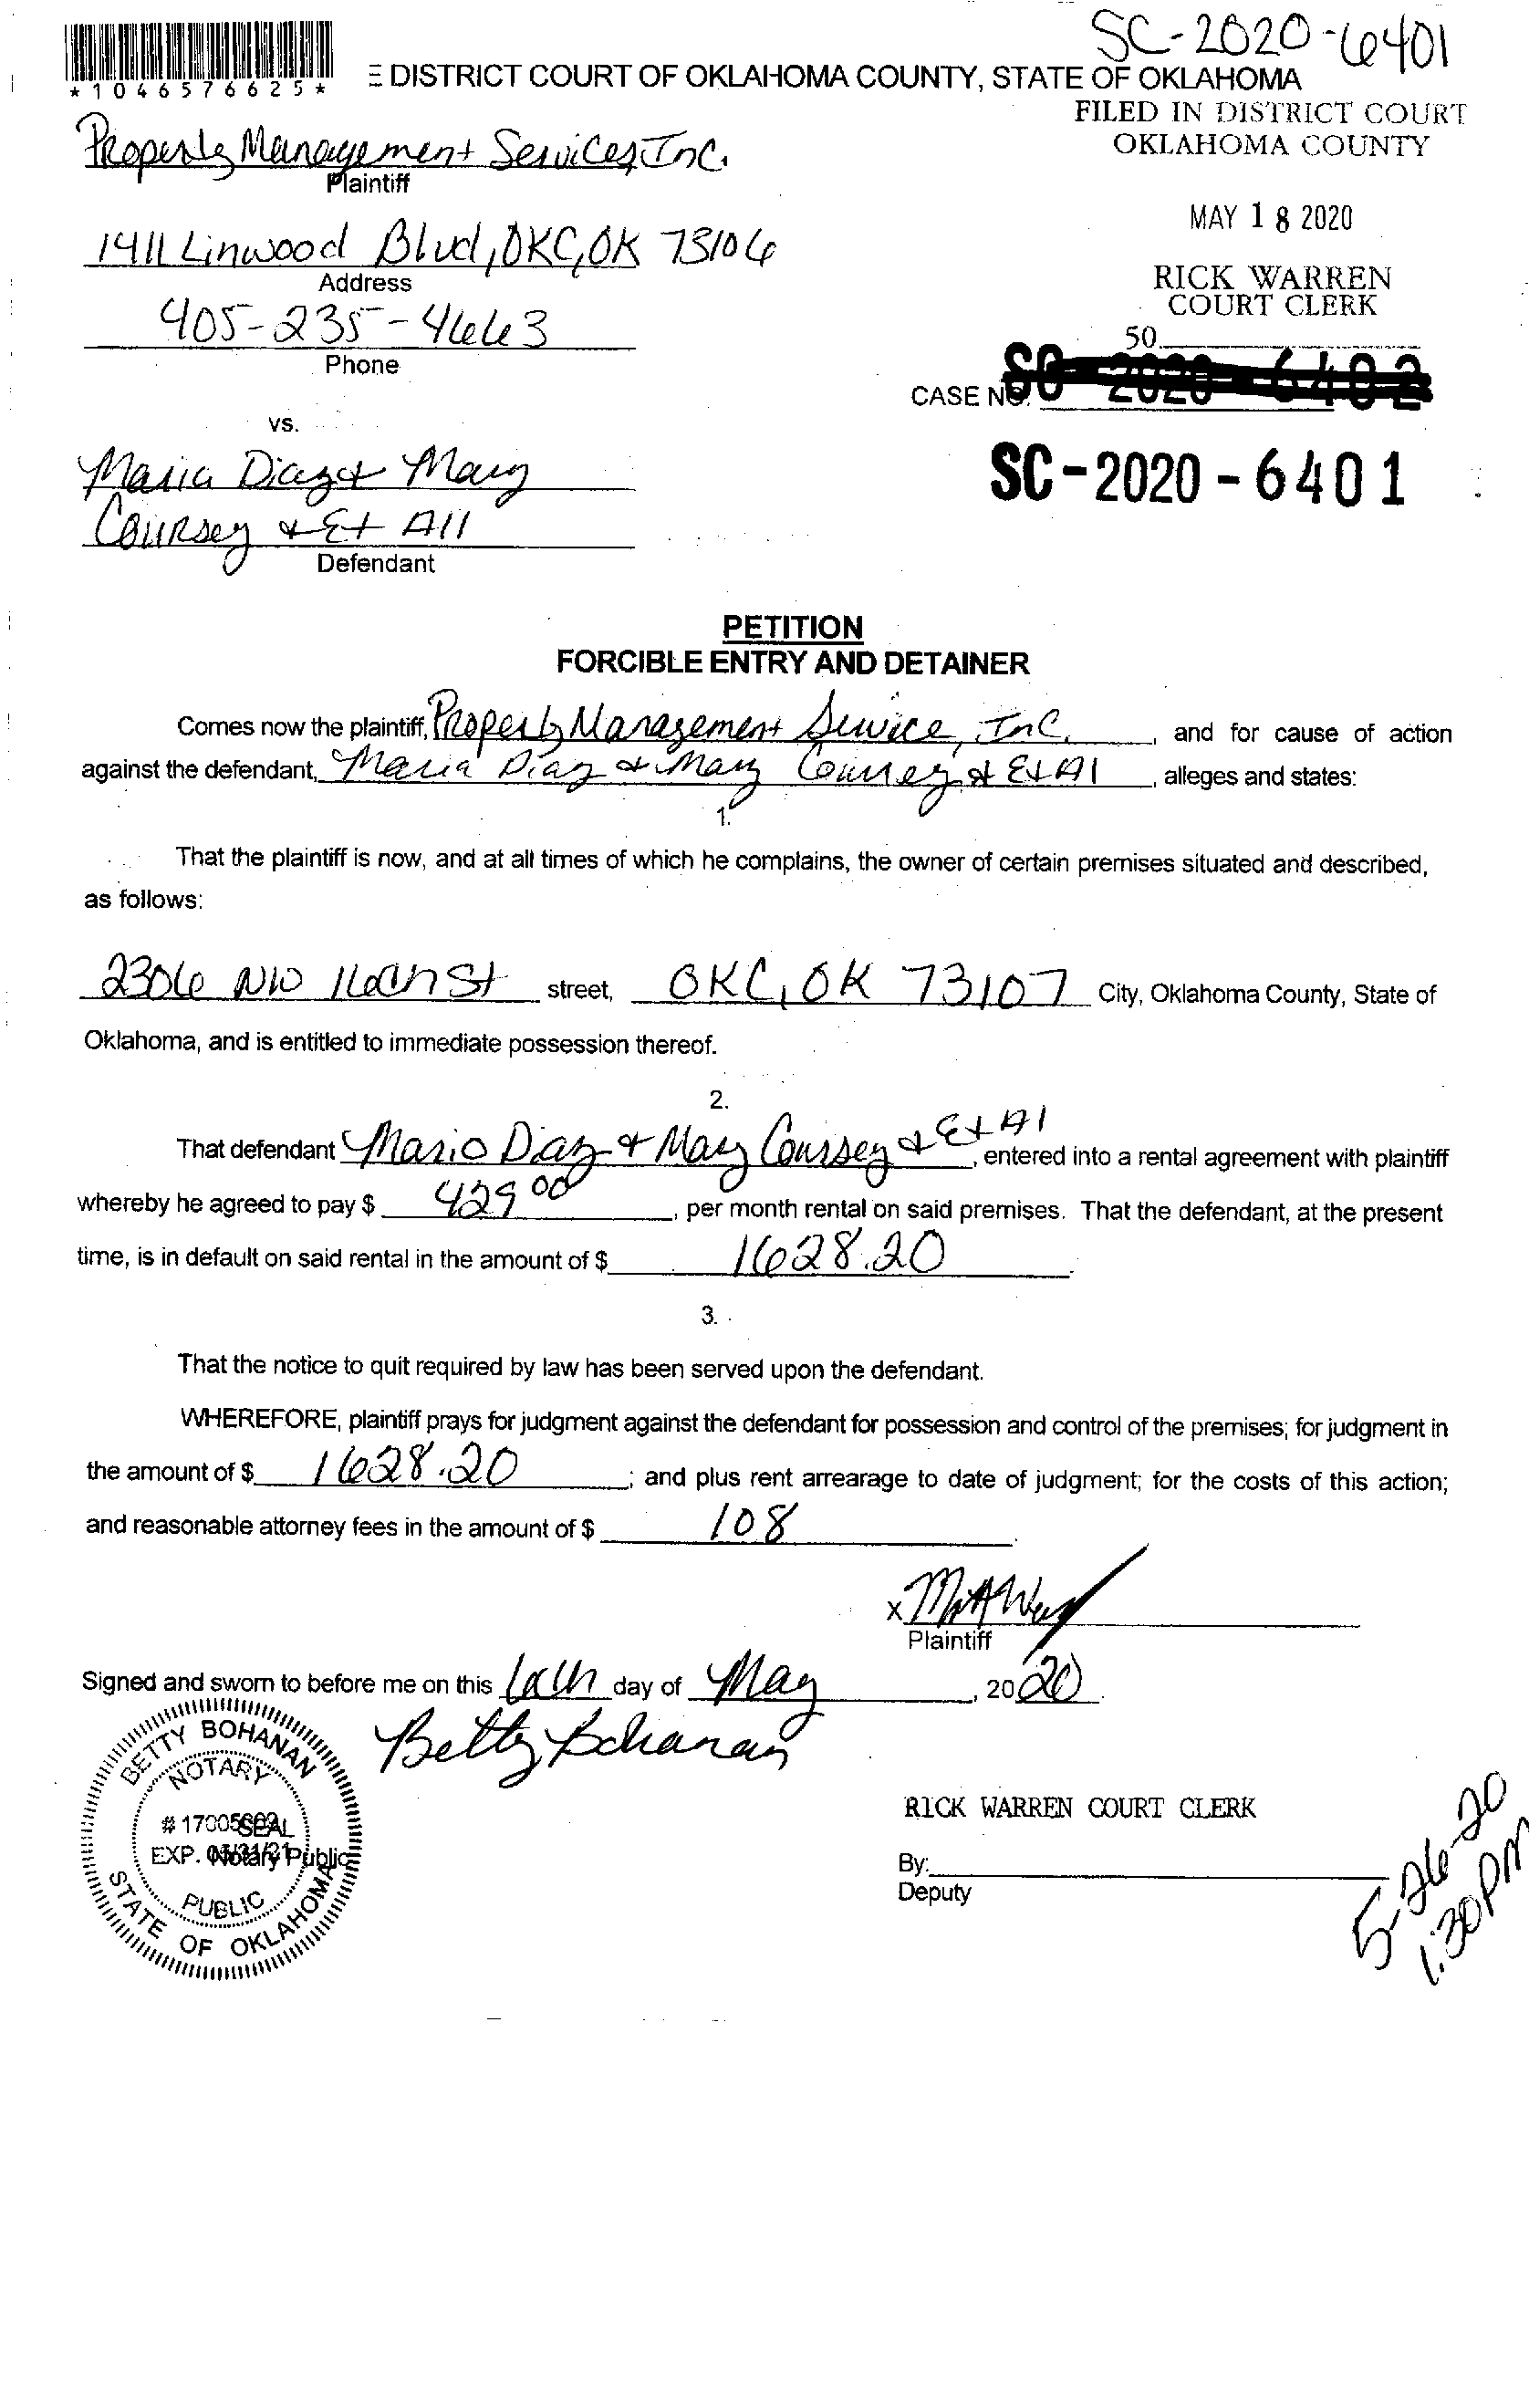 SC-2020-6401
*1046576625*
E DISTRICT COURT OF OKLAHOMA COUNTY, STATE OF OKLAHOMA
FILED IN DISTRICT COURT
OKLAHOMA COUNTY
Property Management Services, Inc.
Plaintiff
MAY 18 2020
1411 Linwood Blvd, OKC, OK 73106
Address
RICK WARREN
COURT CLERK
405-235-4663
Phone
50
CASE NO. SC-2020-6402
vs.
Maria Diaz & Mary
SC-2020-6401
Coursey & Et All
Defendant
PETITION
FORCIBLE ENTRY AND DETAINER
Comes now the plaintiff, Property Management Service, Inc., and for cause of action
against the defendant, Maria Diaz & Mary Coursey & Et Al, alleges and states:
1.
That the plaintiff is now, and at all times of which he complains, the owner of certain premises situated and described,
as follows:
2306 NW 16th St street, OKC, OK 73107 City, Oklahoma County, State of
Oklahoma, and is entitled to immediate possession thereof.
2.
That defendant Mario Diaz & Mary Coursey & Et Al, entered into a rental agreement with plaintiff
whereby he agreed to pay $ 429 00, per month rental on said premises. That the defendant, at the present
time, is in default on said rental in the amount of $ 1628.20.
3.
That the notice to quit required by law has been served upon the defendant.
WHEREFORE, plaintiff prays for judgment against the defendant for possession and control of the premises; for judgment in
the amount of $ 1628.20; and plus rent arrearage to date of judgment; for the costs of this action;
and reasonable attorney fees in the amount of $ 108.
x
Plaintiff
Signed and sworn to before me on this day of May, 2020.
Betty Bohanan
BETTY BOHANAN
NOTARY
SEAL
EXP. Notary Public
PUBLIC
STATE OF OKLAHOMA
RICK WARREN COURT CLERK
By:
Deputy
5-26-20
1:30PM